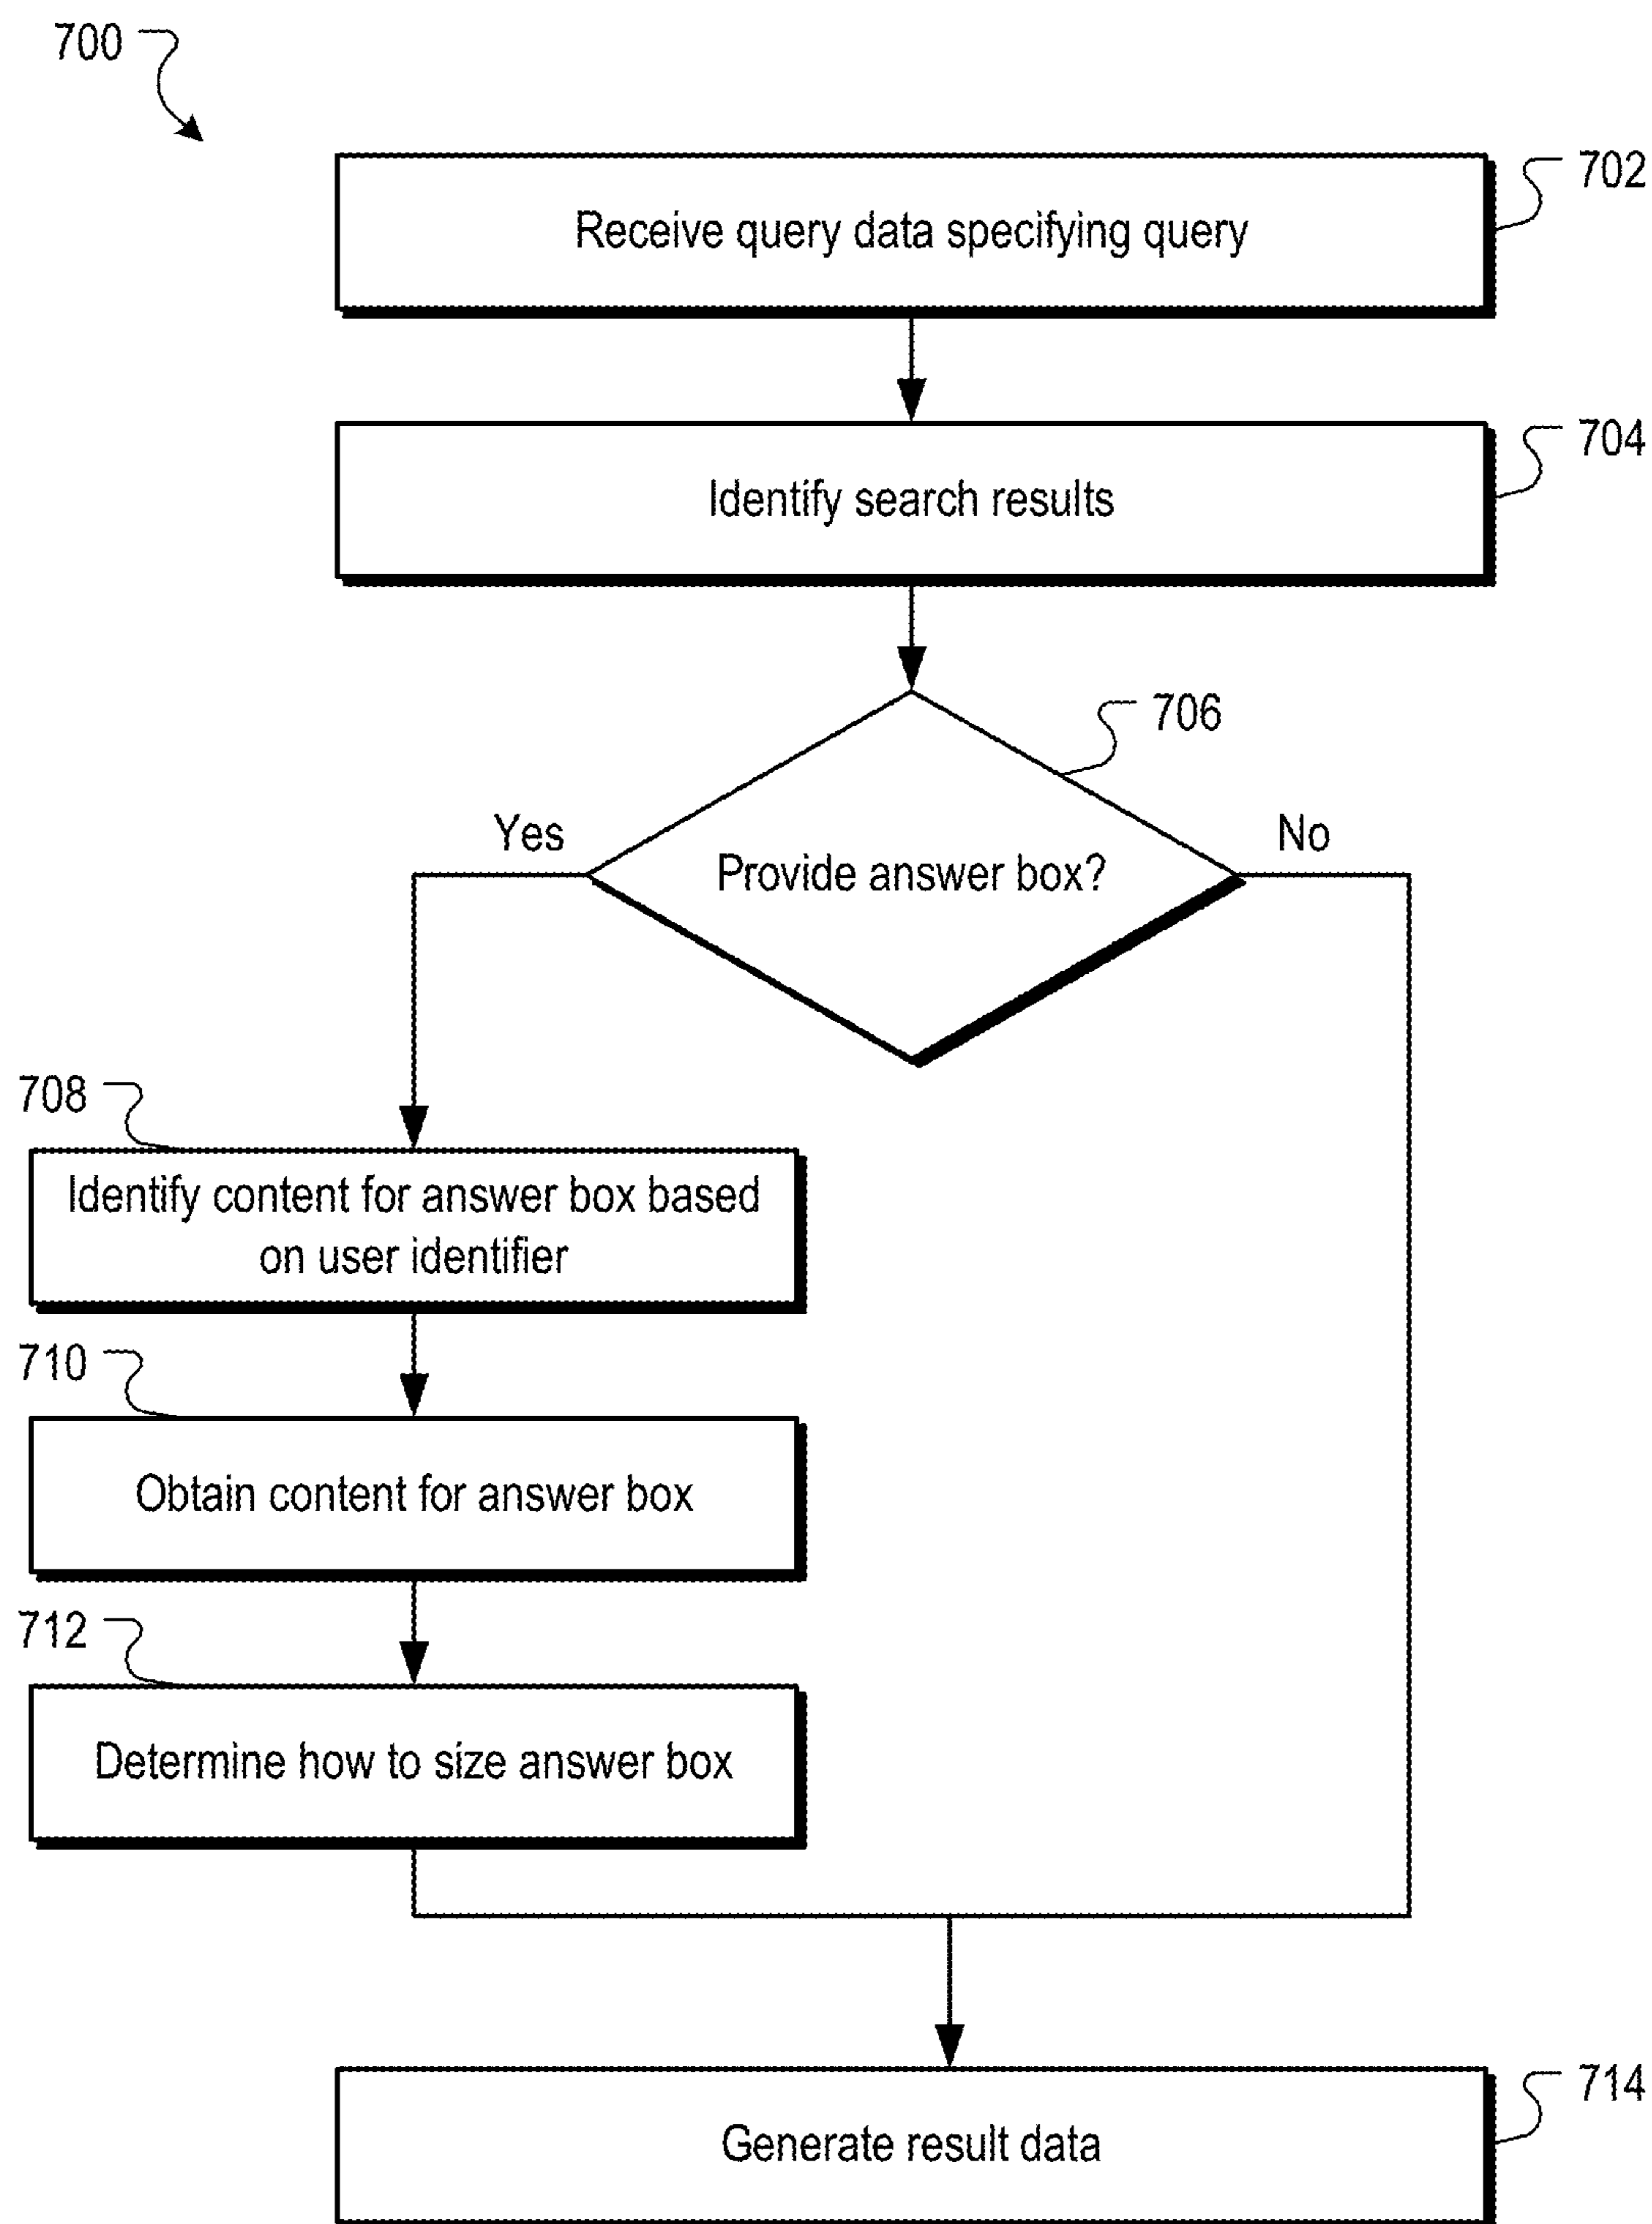 700
702
Receive query data specifying query
704
Identify search results
706
Yes
No
Provide answer box?
708
Identify content for answer box based
on user identifier
710
Obtain content for answer box
712
Determine how to size answer box
714
Generate result data